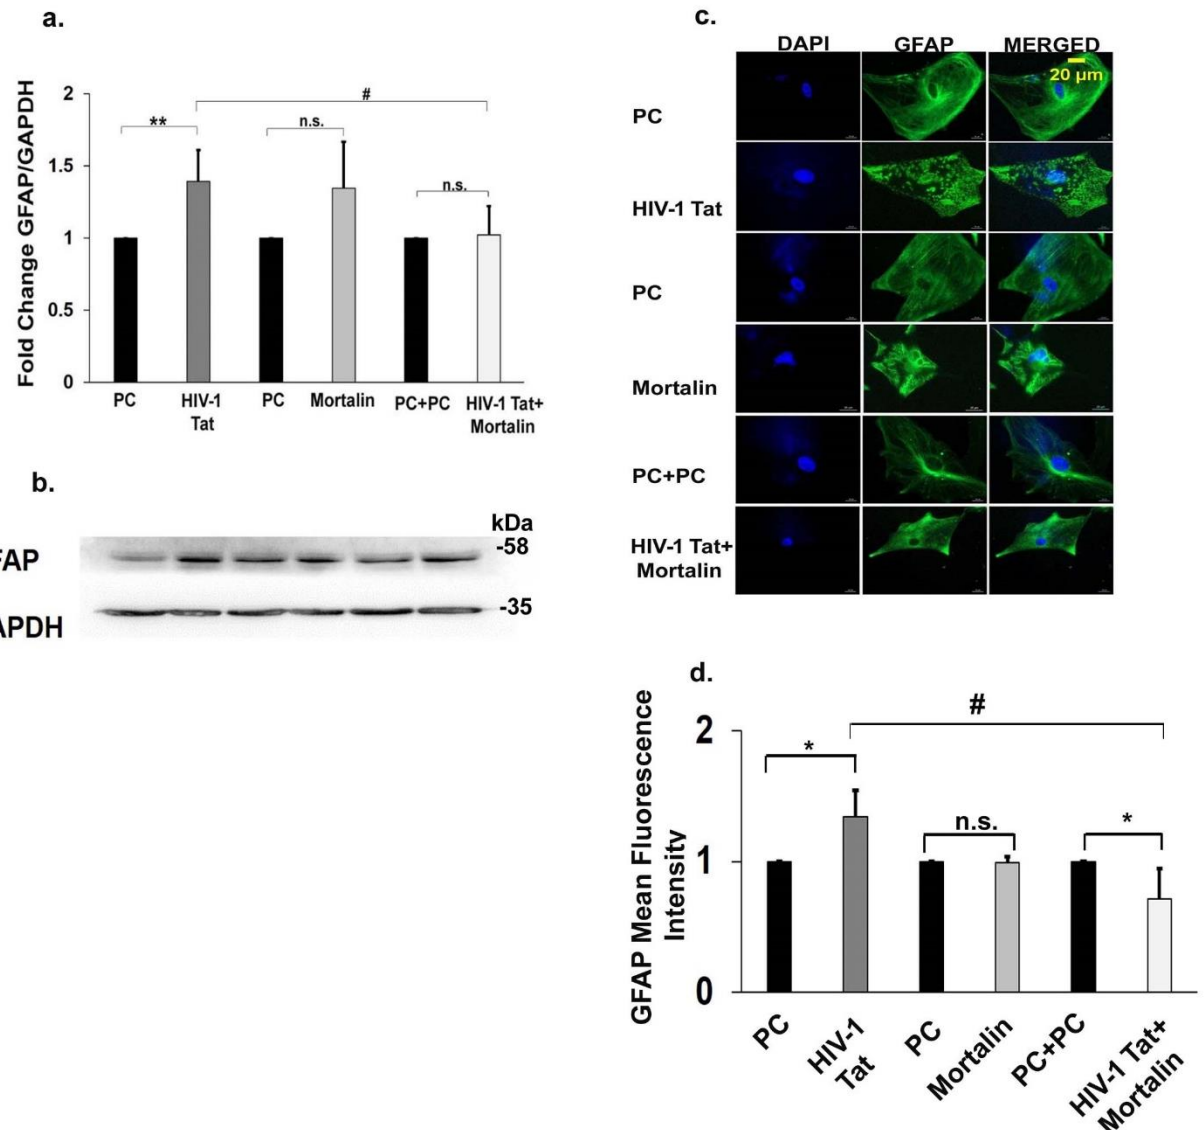 a.
Fold Change GFAP/GAPDH
2
1.5
1
0.5
0
**
#
n.s.
n.s.
PC
HIV-1
Tat
PC
Mortalin
PC+PC
HIV-1 Tat+
Mortalin
b.
kDa
-58
FAP
-35
APDH
c.
DAPI GFAP MERGED
20 µm
PC
HIV-1 Tat
PC
Mortalin
PC+PC
HIV-1 Tat+
Mortalin
d.
GFAP Mean Fluorescence
Intensity
2
1
0
*
#
n.s.
*
PC
HIV-1
Tat
PC
Mortalin
PC+PC
HIV-1 Tat+
Mortalin